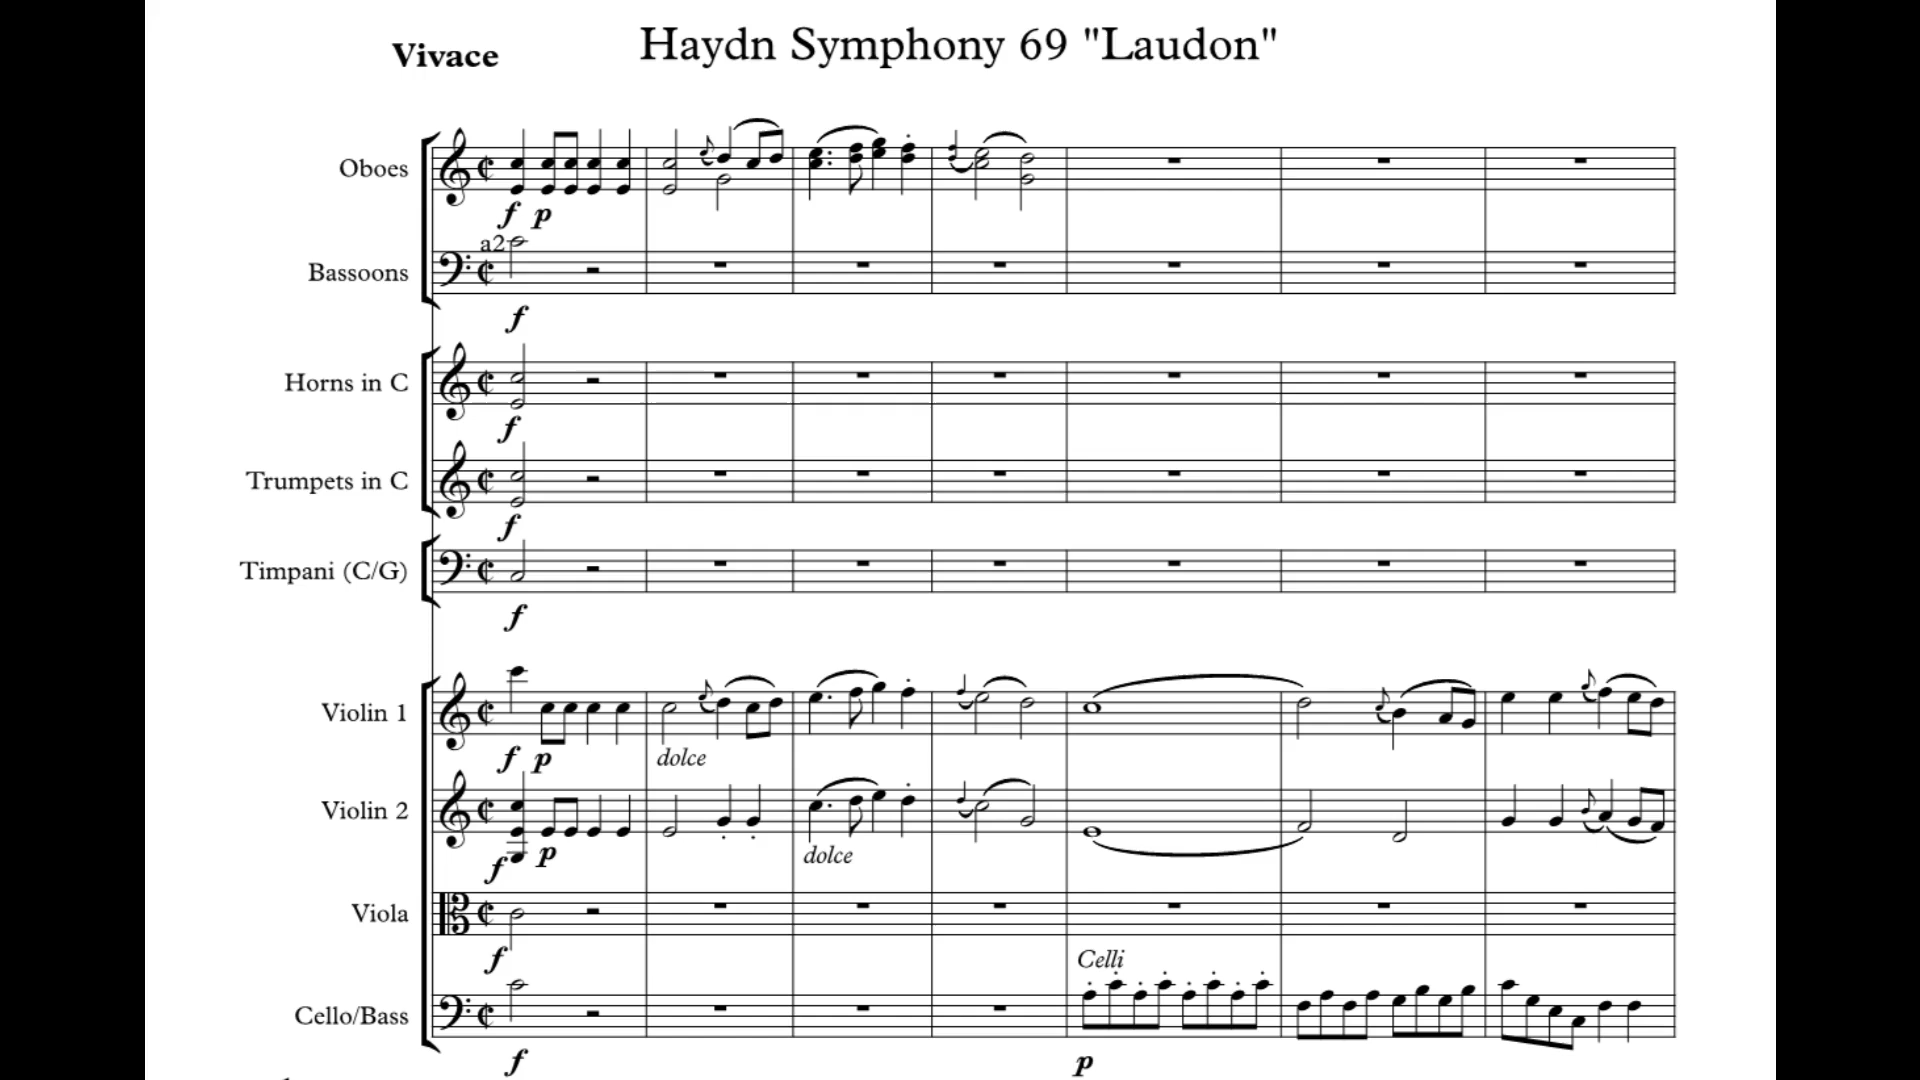 Haydn Symphony 69 "Laudon"
Vivace
Oboes
f p
a2
Bassoons
f
Horns in C
f
Trumpets in C
f
Timpani (C/G)
f
Violin 1
f p dolce
Violin 2
f p dolce
Viola
f
Celli
Cello/Bass
f p